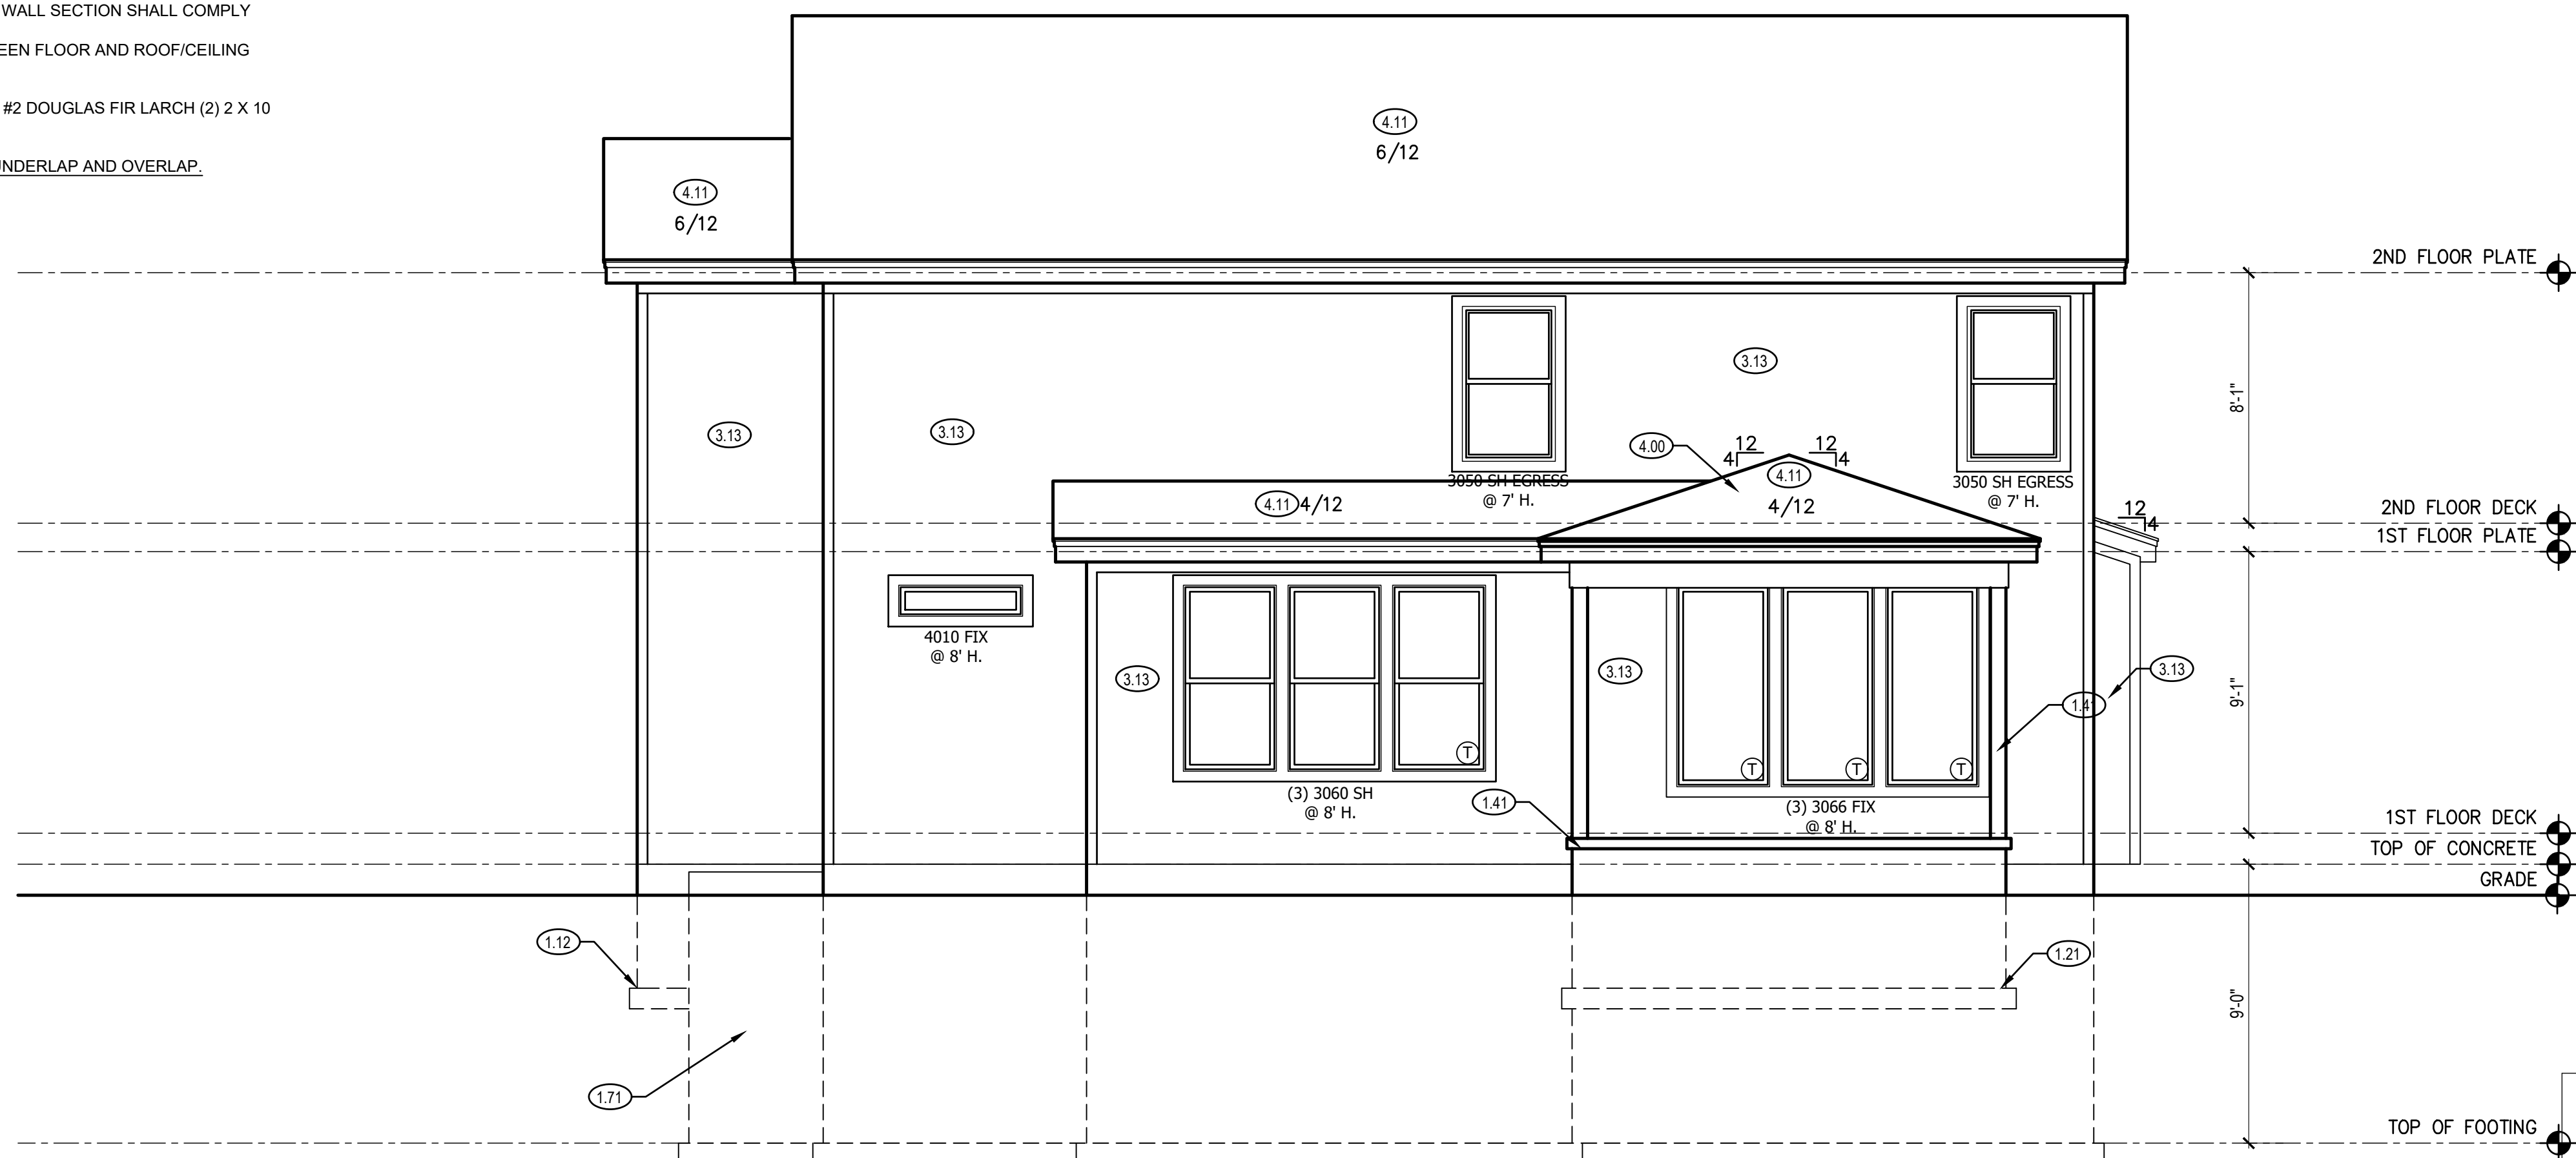 WALL SECTION SHALL COMPLY
EEN FLOOR AND ROOF/CEILING
#2 DOUGLAS FIR LARCH (2) 2 X 10
UNDERLAP AND OVERLAP.
4.11
6/12
4.11
6/12
2ND FLOOR PLATE
3.13
3.13
3.13
8'-1"
4.00
12
4
12
4
4.11
4/12
4.11 4/12
3050 SH EGRESS
@ 7' H.
3050 SH EGRESS
@ 7' H.
12
4
2ND FLOOR DECK
1ST FLOOR PLATE
4010 FIX
@ 8' H.
3.13
3.13
3.13
1.41
9'-1"
T
T
T
T
(3) 3060 SH
@ 8' H.
1.41
(3) 3066 FIX
@ 8' H.
1ST FLOOR DECK
TOP OF CONCRETE
GRADE
1.12
1.21
9'-0"
1.71
TOP OF FOOTING